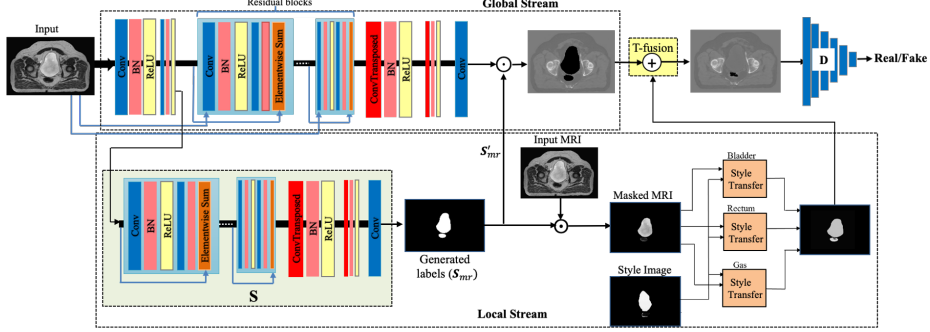 Residual blocks
Global Stream
Input
Conv
BN
ReLU
Conv
BN
ReLU
Elementwise Sum
ConvTransposed
BN
ReLU
Conv
T-fusion
D
Real/Fake
S'mr
Input MRI
Conv
BN
ReLU
Elementwise Sum
ConvTransposed
BN
ReLU
Conv
S
Generated
labels (Smr)
Masked MRI
Style Image
Bladder
Style
Transfer
Rectum
Style
Transfer
Gas
Style
Transfer
Local Stream